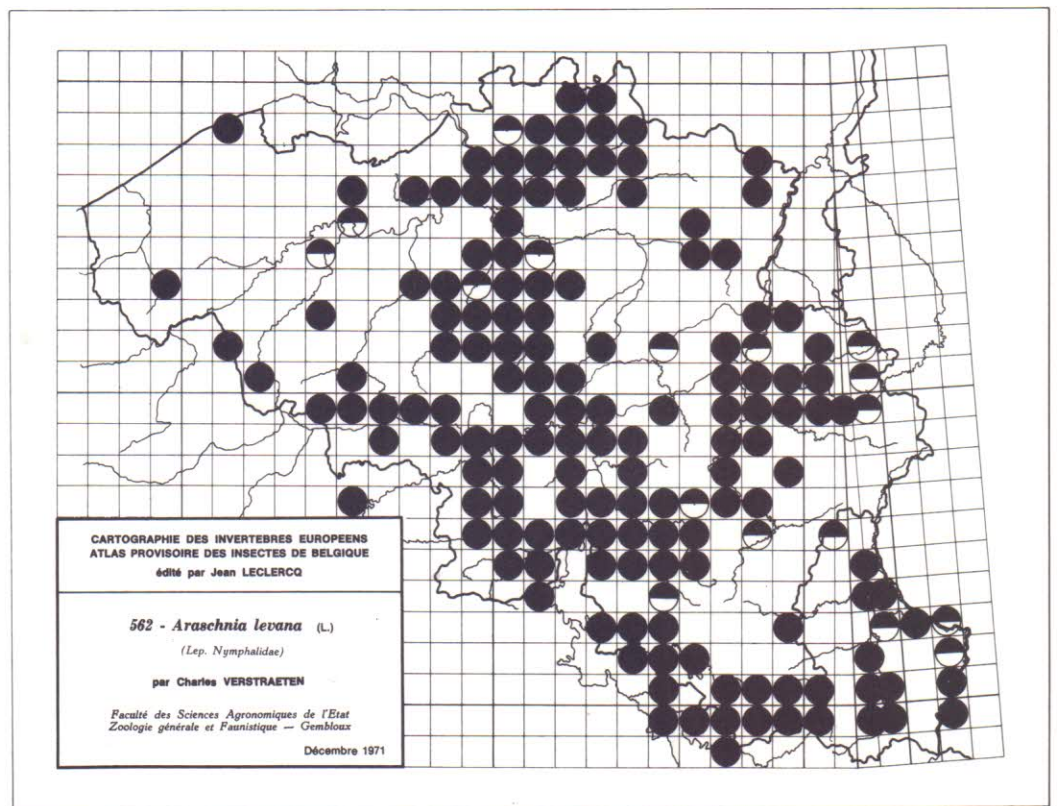 CARTOGRAPHIE DES INVERTEBRES EUROPEENS
ATLAS PROVISOIRE DES INSECTES DE BELGIQUE
édité par Jean LECLERCQ
562 - Araschnia levana (L.)
(Lep. Nymphalidae)
par Charles VERSTRAETEN
Faculté des Sciences Agronomiques de l'Etat
Zoologie générale et Faunistique — Gembloux
Décembre 1971